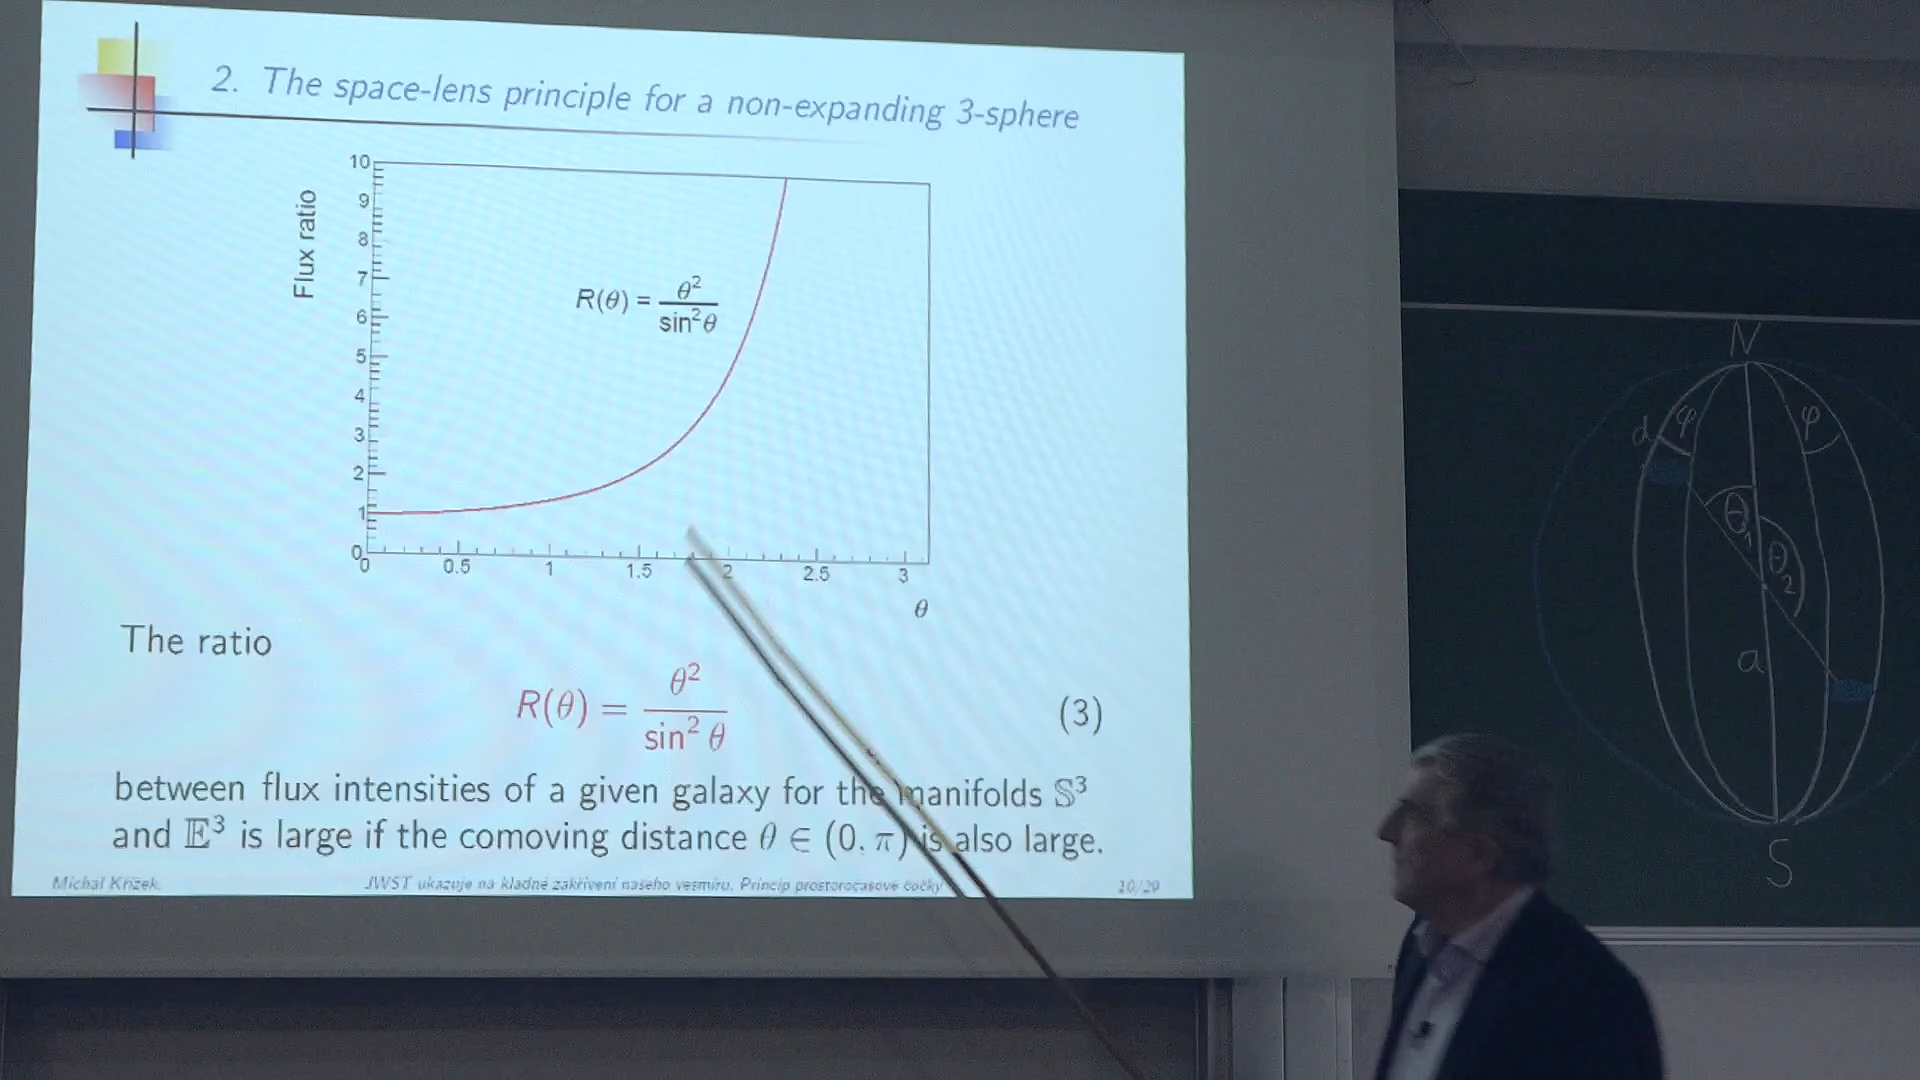 2. The space-lens principle for a non-expanding 3-sphere
Flux ratio
10
9
8
7
6
5
4
3
2
1
0
R(θ) = θ² / sin²θ
0 0.5 1 1.5 2 2.5 3
θ
The ratio
R(θ) = θ² / sin² θ (3)
between flux intensities of a given galaxy for the manifolds 𝕊³
and 𝔼³ is large if the comoving distance θ ∈ (0, π) is also large.
Michal Křížek JWST ukazuje na kladné zakřivení našeho vesmíru. Princip prostoročasové čočky 10/29
N
d φ φ
θ₁
θ₂
a
S